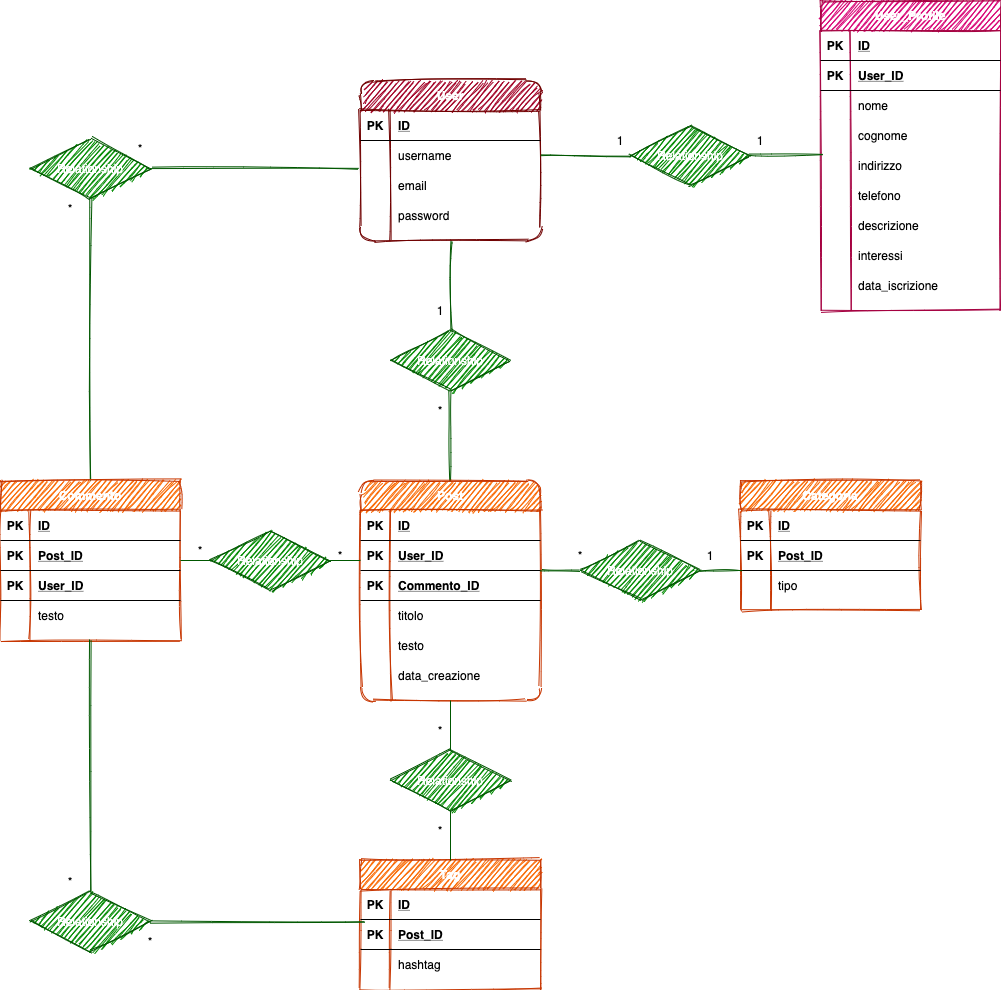 User_Profile
PK ID
PK User_ID
nome
cognome
indirizzo
telefono
descrizione
interessi
data_iscrizione
User
PK ID
username
email
password
* Relationship *
1 Relationship 1
1
Relationship
*
Commento
PK ID
PK Post_ID
PK User_ID
testo
* Relationship *
Post
PK ID
PK User_ID
PK Commento_ID
titolo
testo
data_creazione
* Relationship 1
Categoria
PK ID
PK Post_ID
tipo
*
Relationship
*
* Relationship *
Tag
PK ID
PK Post_ID
hashtag